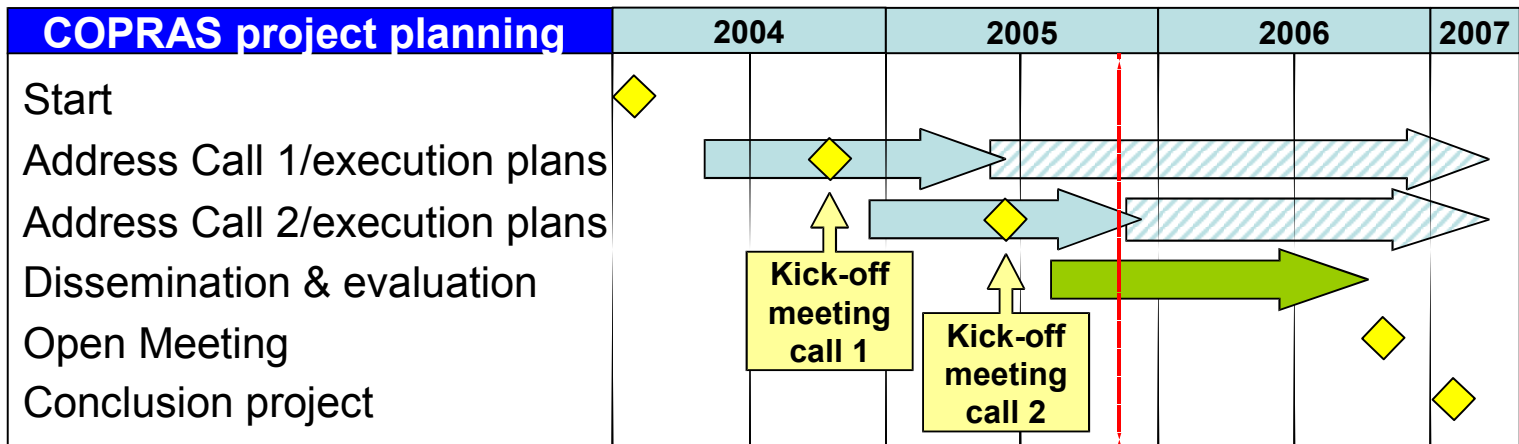 COPRAS project planning 2004 2005 2006 2007
Start
Address Call 1/execution plans
Address Call 2/execution plans
Dissemination & evaluation
Open Meeting
Conclusion project
Kick-off
meeting
call 1
Kick-off
meeting
call 2